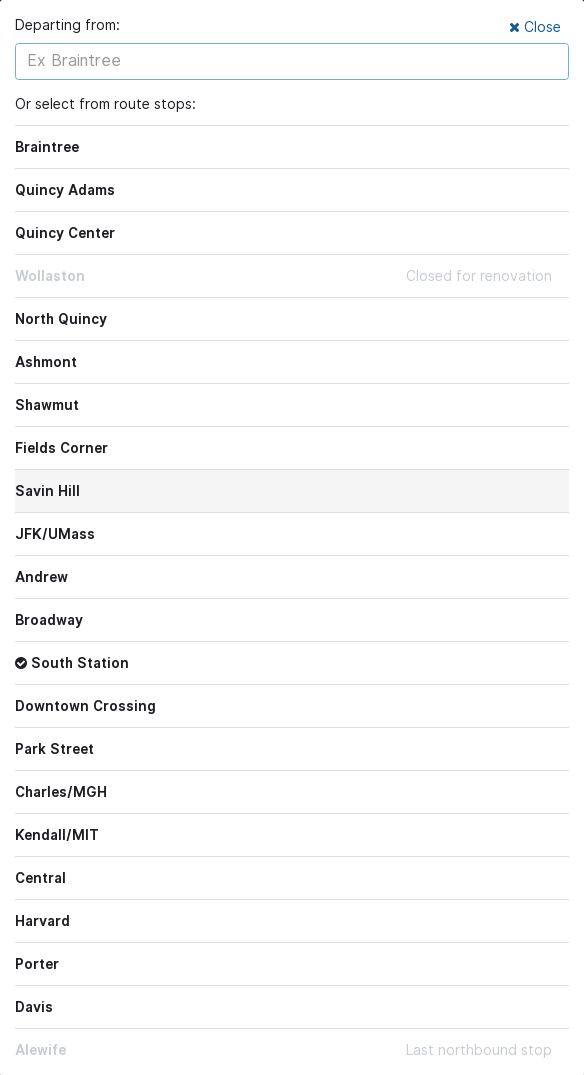 Departing from:
Close
Ex Braintree
Or select from route stops:
Braintree
Quincy Adams
Quincy Center
Wollaston Closed for renovation
North Quincy
Ashmont
Shawmut
Fields Corner
Savin Hill
JFK/UMass
Andrew
Broadway
South Station
Downtown Crossing
Park Street
Charles/MGH
Kendall/MIT
Central
Harvard
Porter
Davis
Alewife Last northbound stop